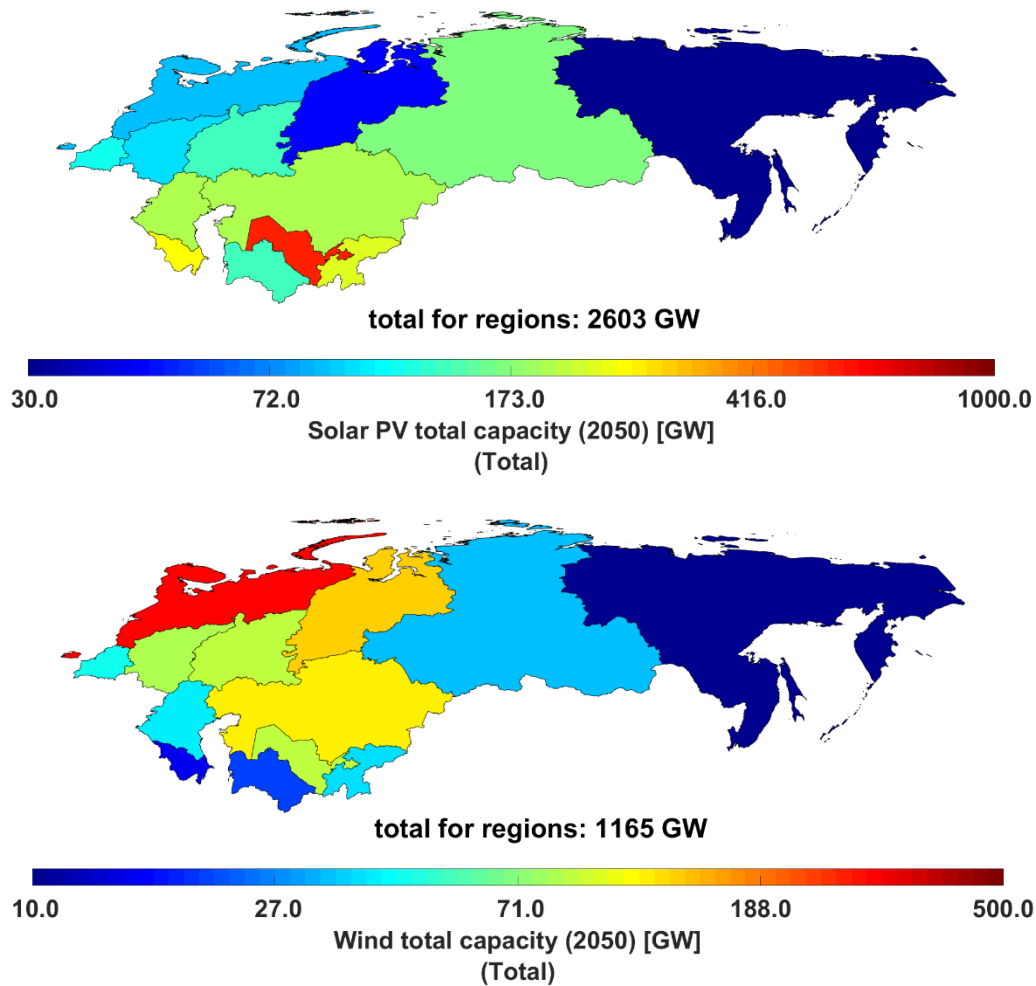 total for regions: 2603 GW
30.0 72.0 173.0 416.0 1000.0
Solar PV total capacity (2050) [GW]
(Total)
total for regions: 1165 GW
10.0 27.0 71.0 188.0 500.0
Wind total capacity (2050) [GW]
(Total)